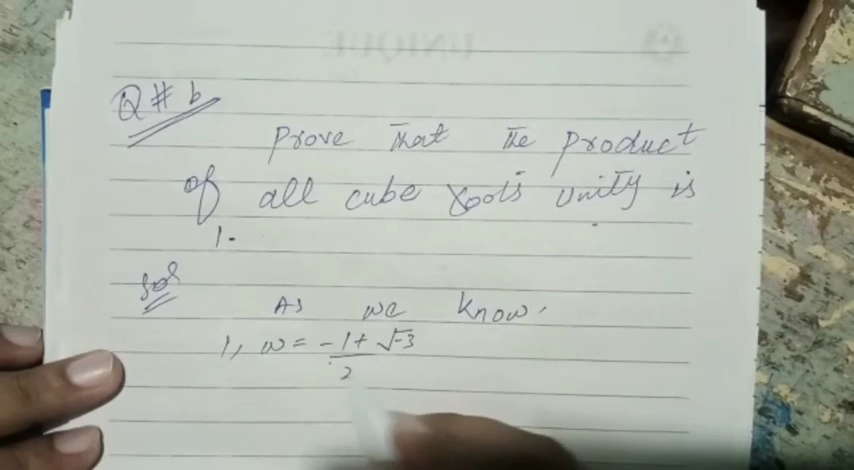 Q # b
Prove that the product
of all cube roots unity is
1.
Sol
As we know,
1, ω = -1+√-3
2